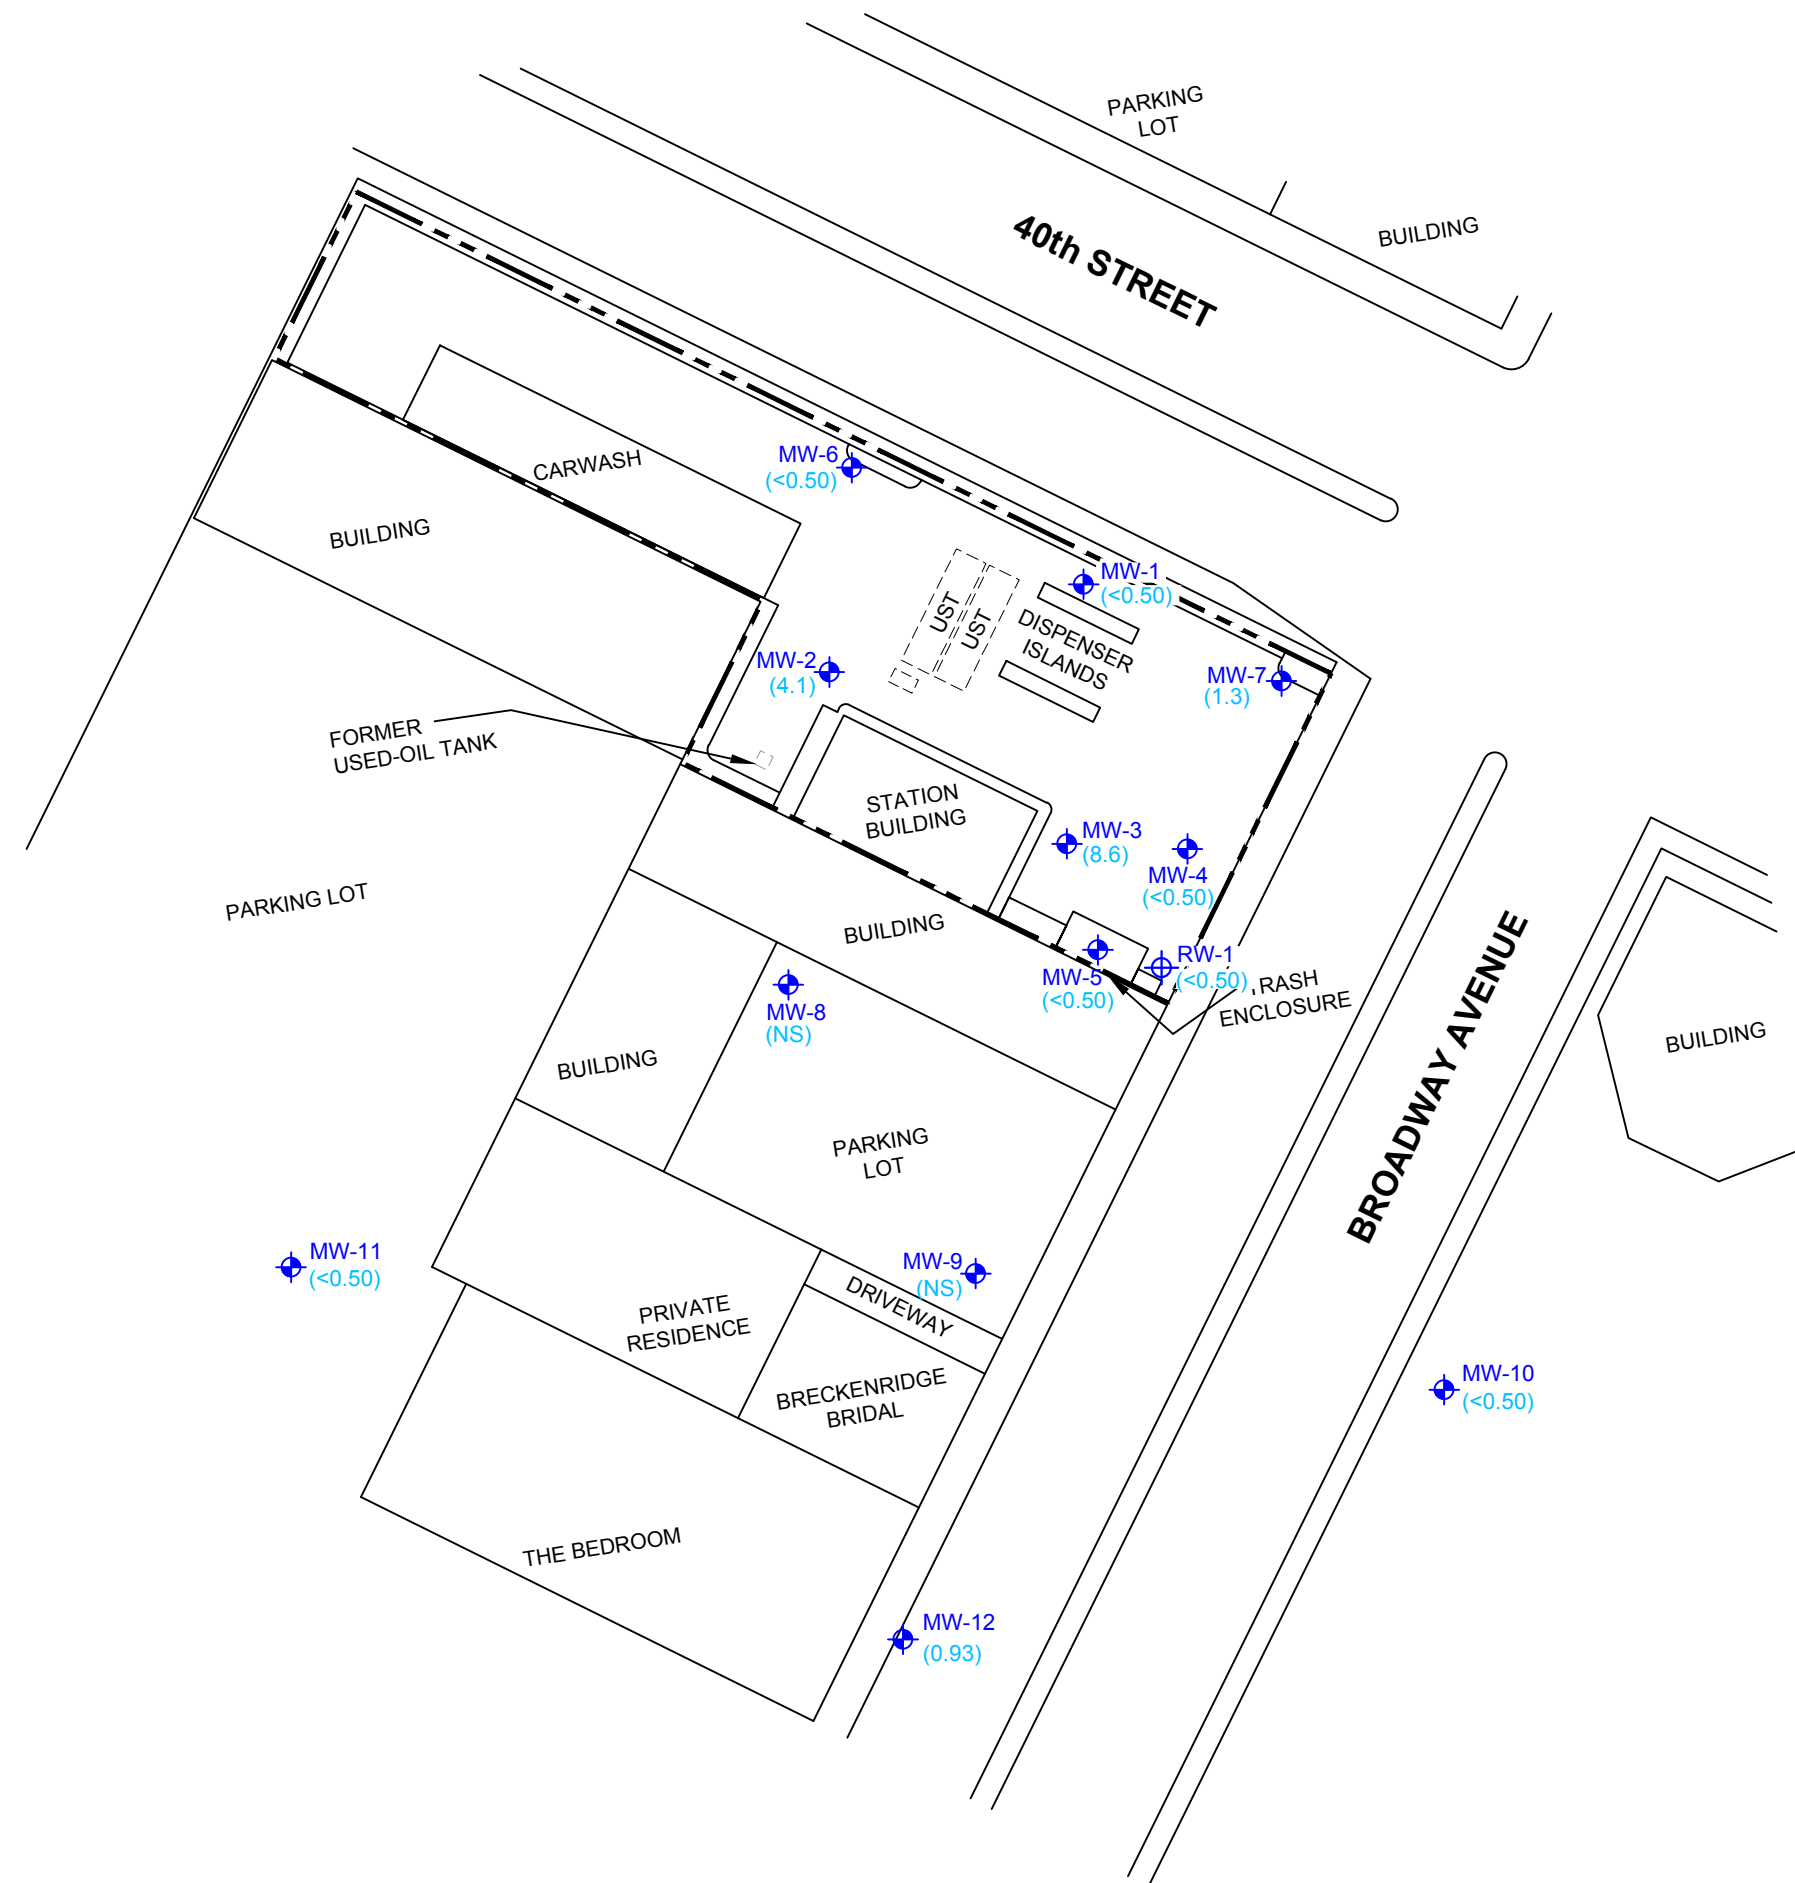 PARKING
LOT
BUILDING
40th STREET
MW-6
(<0.50)
CARWASH
BUILDING
MW-1
(<0.50)
UST
UST
DISPENSER
ISLANDS
MW-2
(4.1)
MW-7
(1.3)
FORMER
USED-OIL TANK
STATION
BUILDING
MW-3
(8.6)
MW-4
(<0.50)
PARKING LOT
BUILDING
RW-1
(<0.50)
MW-5
(<0.50)
TRASH
ENCLOSURE
BROADWAY AVENUE
BUILDING
MW-8
(NS)
BUILDING
PARKING
LOT
MW-11
(<0.50)
MW-9
(NS)
DRIVEWAY
PRIVATE
RESIDENCE
BRECKENRIDGE
BRIDAL
MW-10
(<0.50)
THE BEDROOM
MW-12
(0.93)